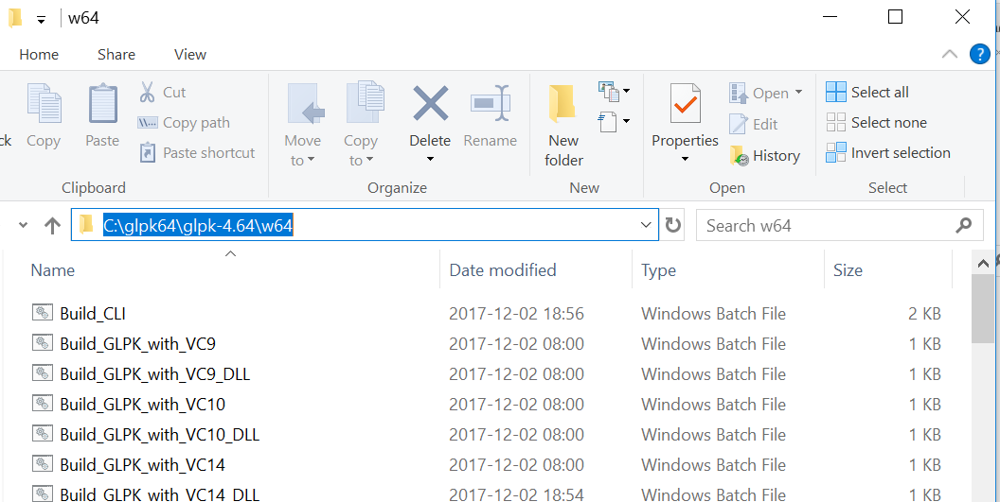 w64
Home Share View
ck Copy Paste Cut Copy path Paste shortcut Move to Copy to Delete Rename New folder Properties Open Edit History Select all Select none Invert selection
Clipboard Organize New Open Select
C:\glpk64\glpk-4.64\w64 Search w64
Name Date modified Type Size
Build_CLI 2017-12-02 18:56 Windows Batch File 2 KB
Build_GLPK_with_VC9 2017-12-02 08:00 Windows Batch File 1 KB
Build_GLPK_with_VC9_DLL 2017-12-02 08:00 Windows Batch File 1 KB
Build_GLPK_with_VC10 2017-12-02 08:00 Windows Batch File 1 KB
Build_GLPK_with_VC10_DLL 2017-12-02 08:00 Windows Batch File 1 KB
Build_GLPK_with_VC14 2017-12-02 08:00 Windows Batch File 1 KB
Build_GLPK_with_VC14_DLL 2017-12-02 18:54 Windows Batch File 1 KB